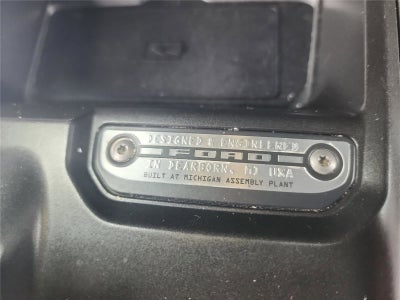 DESIGNED & ENGINEERED
FORD
IN DEARBORN, MI USA
BUILT AT MICHIGAN ASSEMBLY PLANT